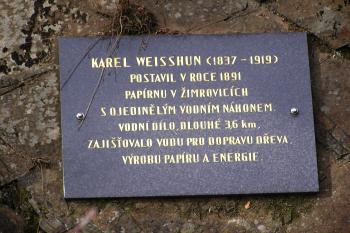 KAREL WEISSHUN (1837 - 1919)
POSTAVIL V ROCE 1891
PAPÍRNU V ŽIMROVICÍCH
S OJEDINĚLÝM VODNÍM NÁHONEM.
VODNÍ DÍLO, DLOUHÉ 3,6 km,
ZAJIŠŤOVALO VODU PRO DOPRAVU DŘEVA,
VÝROBU PAPÍRU A ENERGIE.